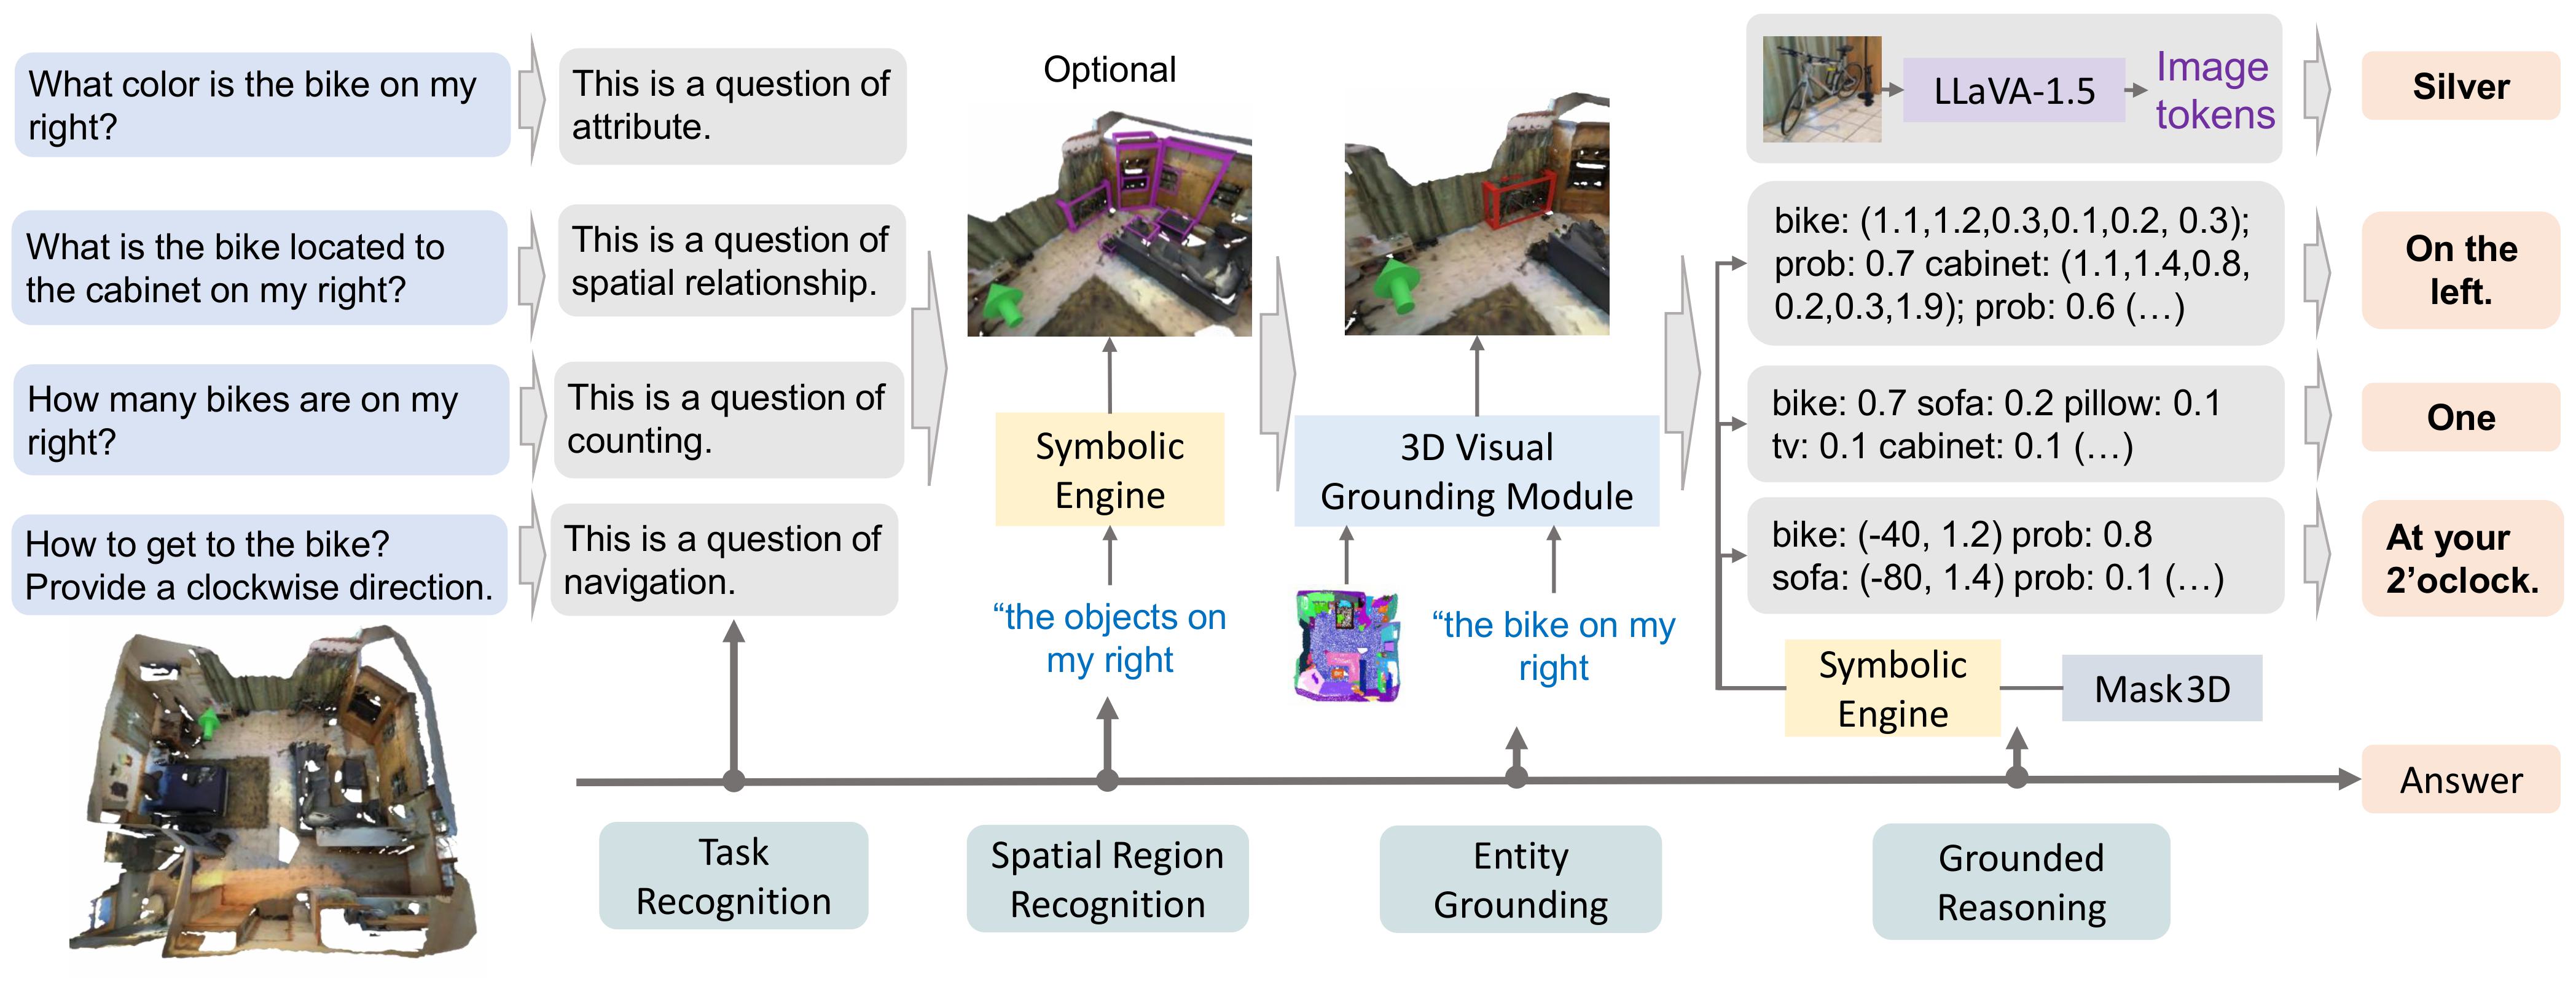 What color is the bike on my
right?
This is a question of
attribute.
Optional
LLaVA-1.5
Image
tokens
Silver
What is the bike located to
the cabinet on my right?
This is a question of
spatial relationship.
bike: (1.1,1.2,0.3,0.1,0.2, 0.3);
prob: 0.7 cabinet: (1.1,1.4,0.8,
0.2,0.3,1.9); prob: 0.6 (…)
On the
left.
How many bikes are on my
right?
This is a question of
counting.
Symbolic
Engine
3D Visual
Grounding Module
bike: 0.7 sofa: 0.2 pillow: 0.1
tv: 0.1 cabinet: 0.1 (…)
One
How to get to the bike?
Provide a clockwise direction.
This is a question of
navigation.
“the objects on
my right
“the bike on my
right
bike: (-40, 1.2) prob: 0.8
sofa: (-80, 1.4) prob: 0.1 (…)
At your
2’oclock.
Symbolic
Engine
Mask3D
Answer
Task
Recognition
Spatial Region
Recognition
Entity
Grounding
Grounded
Reasoning